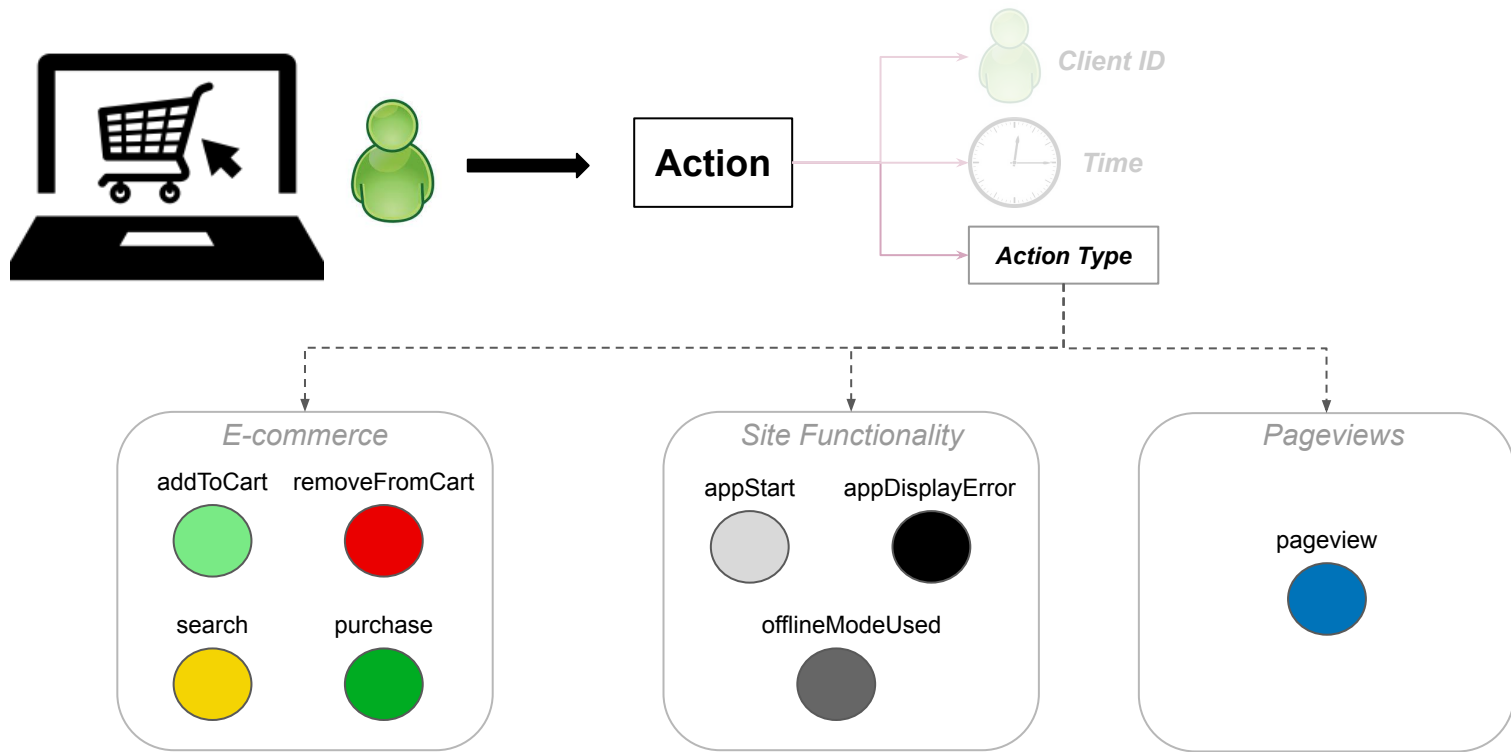 Client ID
Action
Time
Action Type
E-commerce
Site Functionality
Pageviews
addToCart
removeFromCart
appStart
appDisplayError
pageview
search
purchase
offlineModeUsed